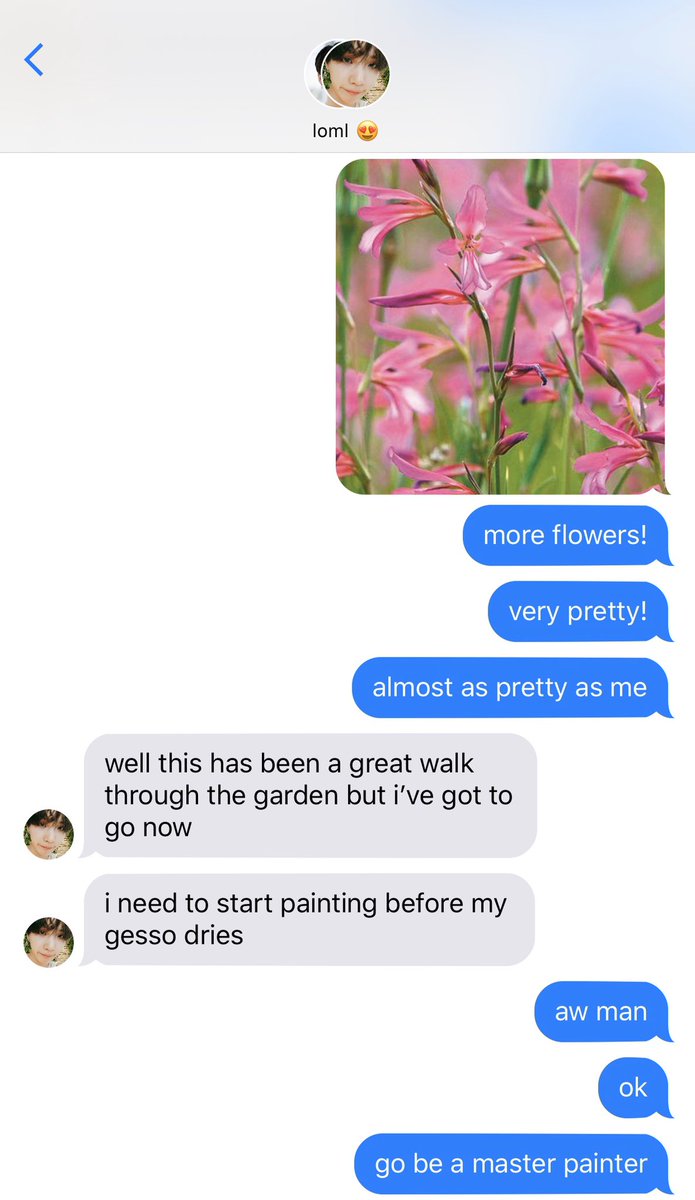 loml 😍
more flowers!
very pretty!
almost as pretty as me
well this has been a great walk
through the garden but i’ve got to
go now
i need to start painting before my
gesso dries
aw man
ok
go be a master painter